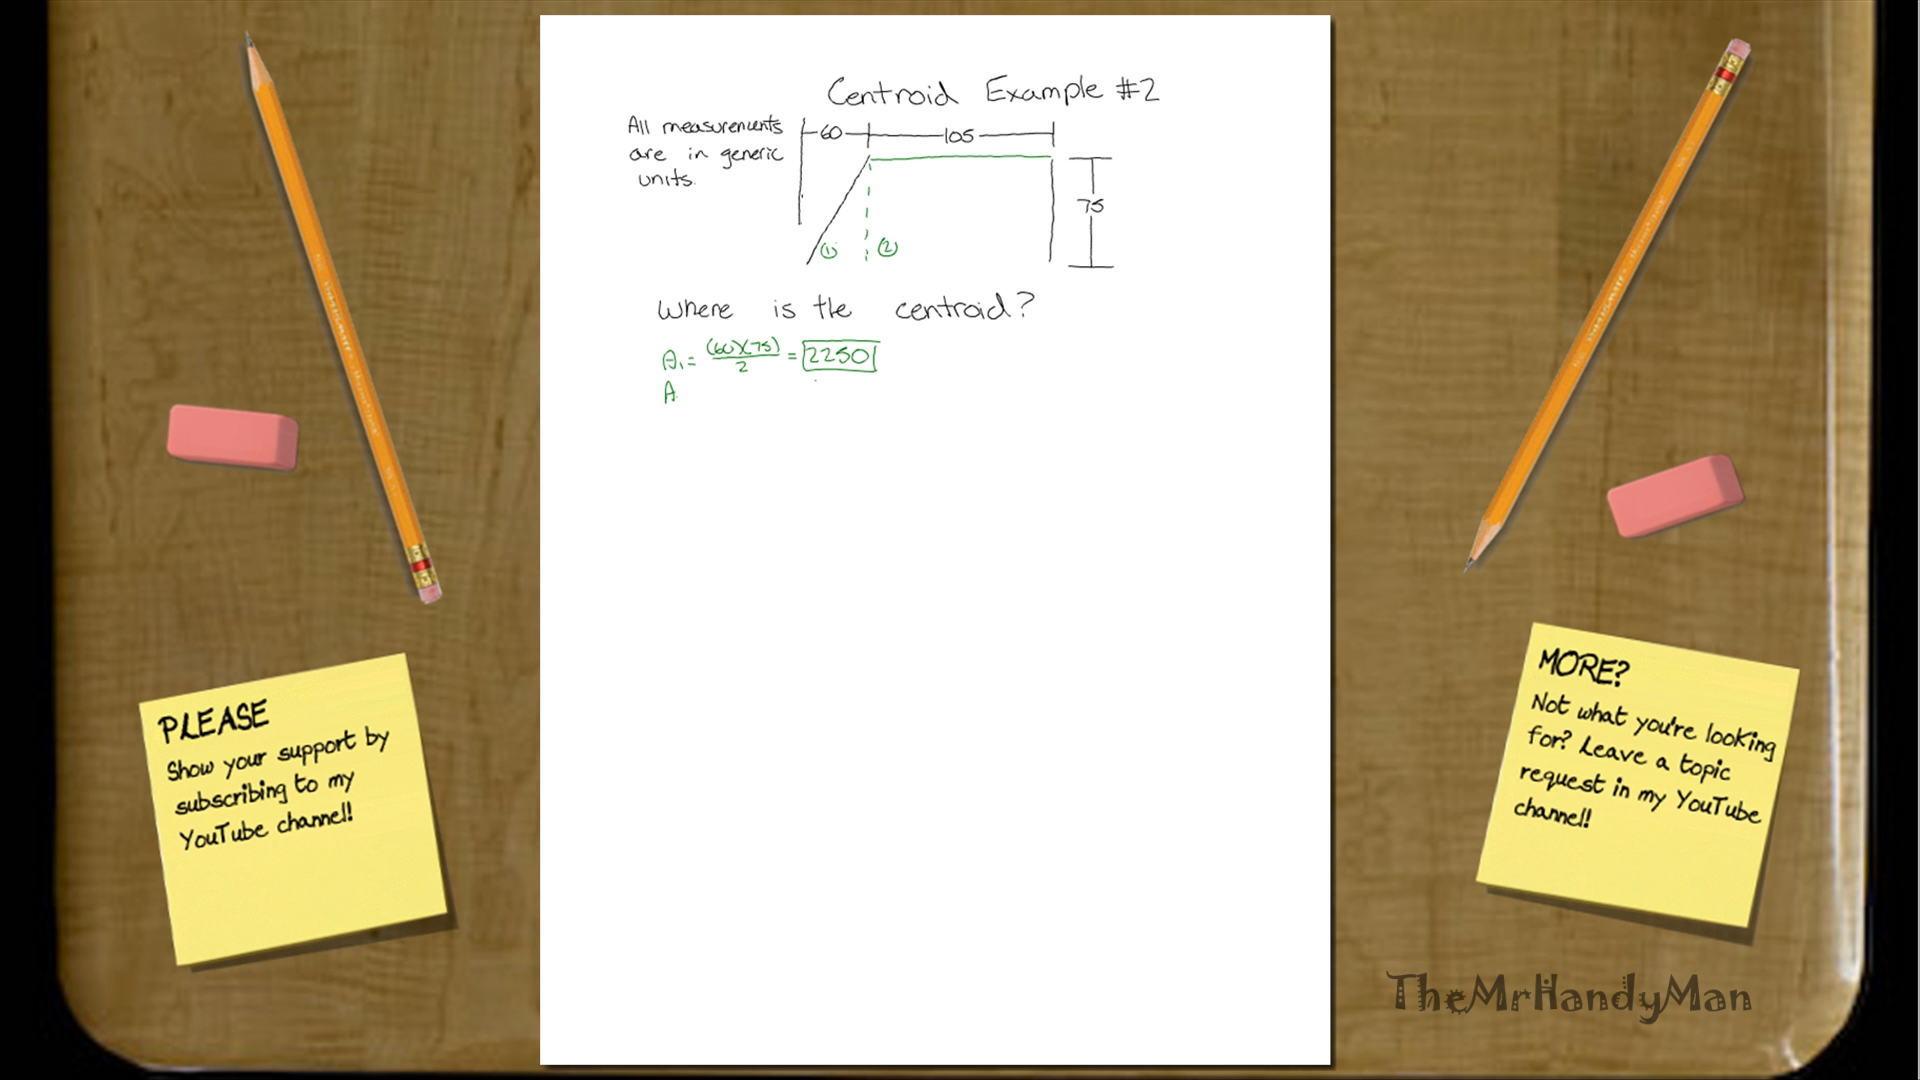 Centroid Example #2
All measurements
are in generic
units.
60
105
75
1
2
Where is the centroid?
A₁ = (60)(75)/2 = 2250
A
PLEASE
Show your support by
subscribing to my
YouTube channel!
MORE?
Not what you're looking
for? Leave a topic
request in my YouTube
channel!
TheMrHandyMan